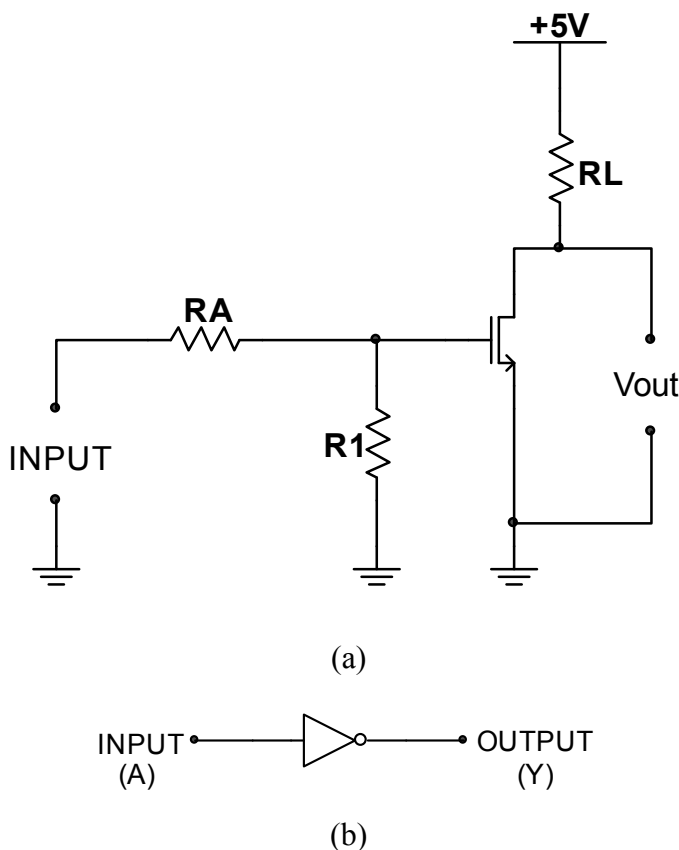 +5V
RL
RA
Vout
R1
INPUT
(a)
INPUT OUTPUT
(A) (Y)
(b)